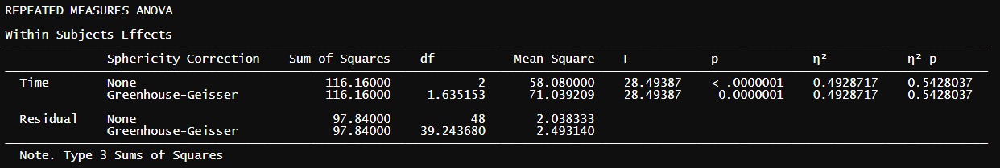 REPEATED MEASURES ANOVA
Within Subjects Effects
Sphericity Correction Sum of Squares df Mean Square F p η² η²-p
Time None 116.16000 2 58.080000 28.49387 < .0000001 0.4928717 0.5428037
Greenhouse-Geisser 116.16000 1.635153 71.039209 28.49387 0.0000001 0.4928717 0.5428037
Residual None 97.84000 48 2.038333
Greenhouse-Geisser 97.84000 39.243680 2.493140
Note. Type 3 Sums of Squares